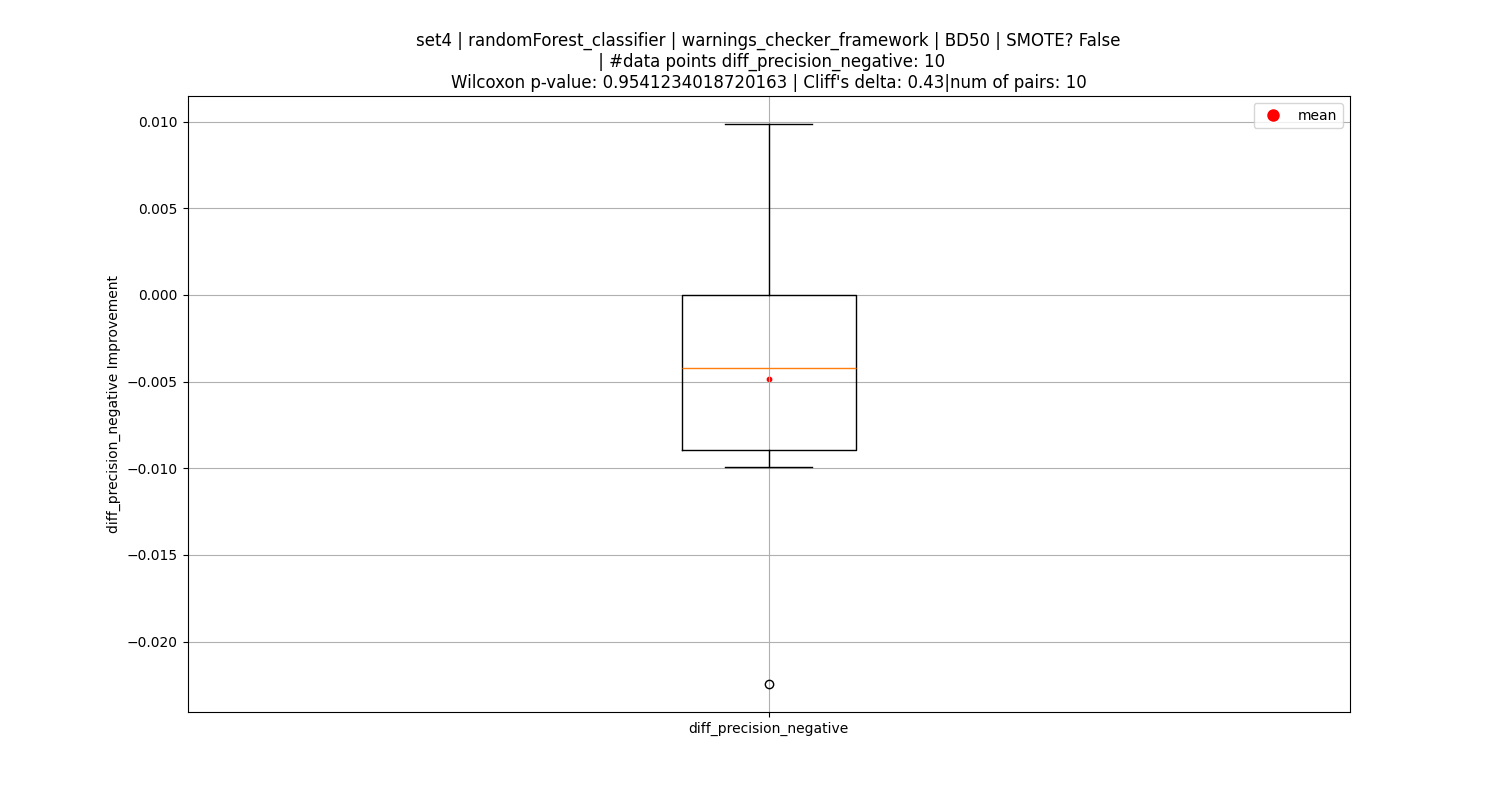 set4 | randomForest_classifier | warnings_checker_framework | BD50 | SMOTE? False
| #data points diff_precision_negative: 10
Wilcoxon p-value: 0.9541234018720163 | Cliff's delta: 0.43|num of pairs: 10
mean
0.010
0.005
0.000
−0.005
−0.010
−0.015
−0.020
diff_precision_negative Improvement
diff_precision_negative